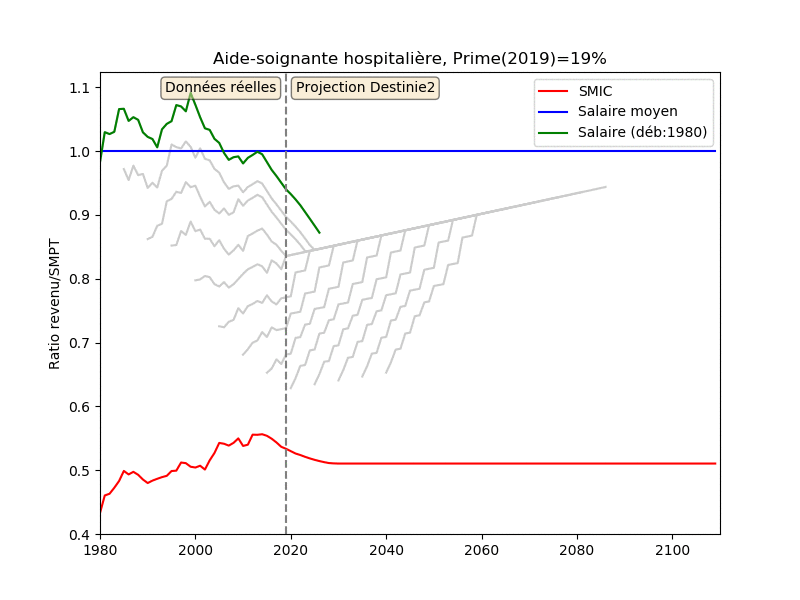 Aide-soignante hospitalière, Prime(2019)=19%
Données réelles
Projection Destinie2
SMIC
Salaire moyen
Salaire (déb:1980)
Ratio revenu/SMPT
1.1
1.0
0.9
0.8
0.7
0.6
0.5
0.4
1980
2000
2020
2040
2060
2080
2100